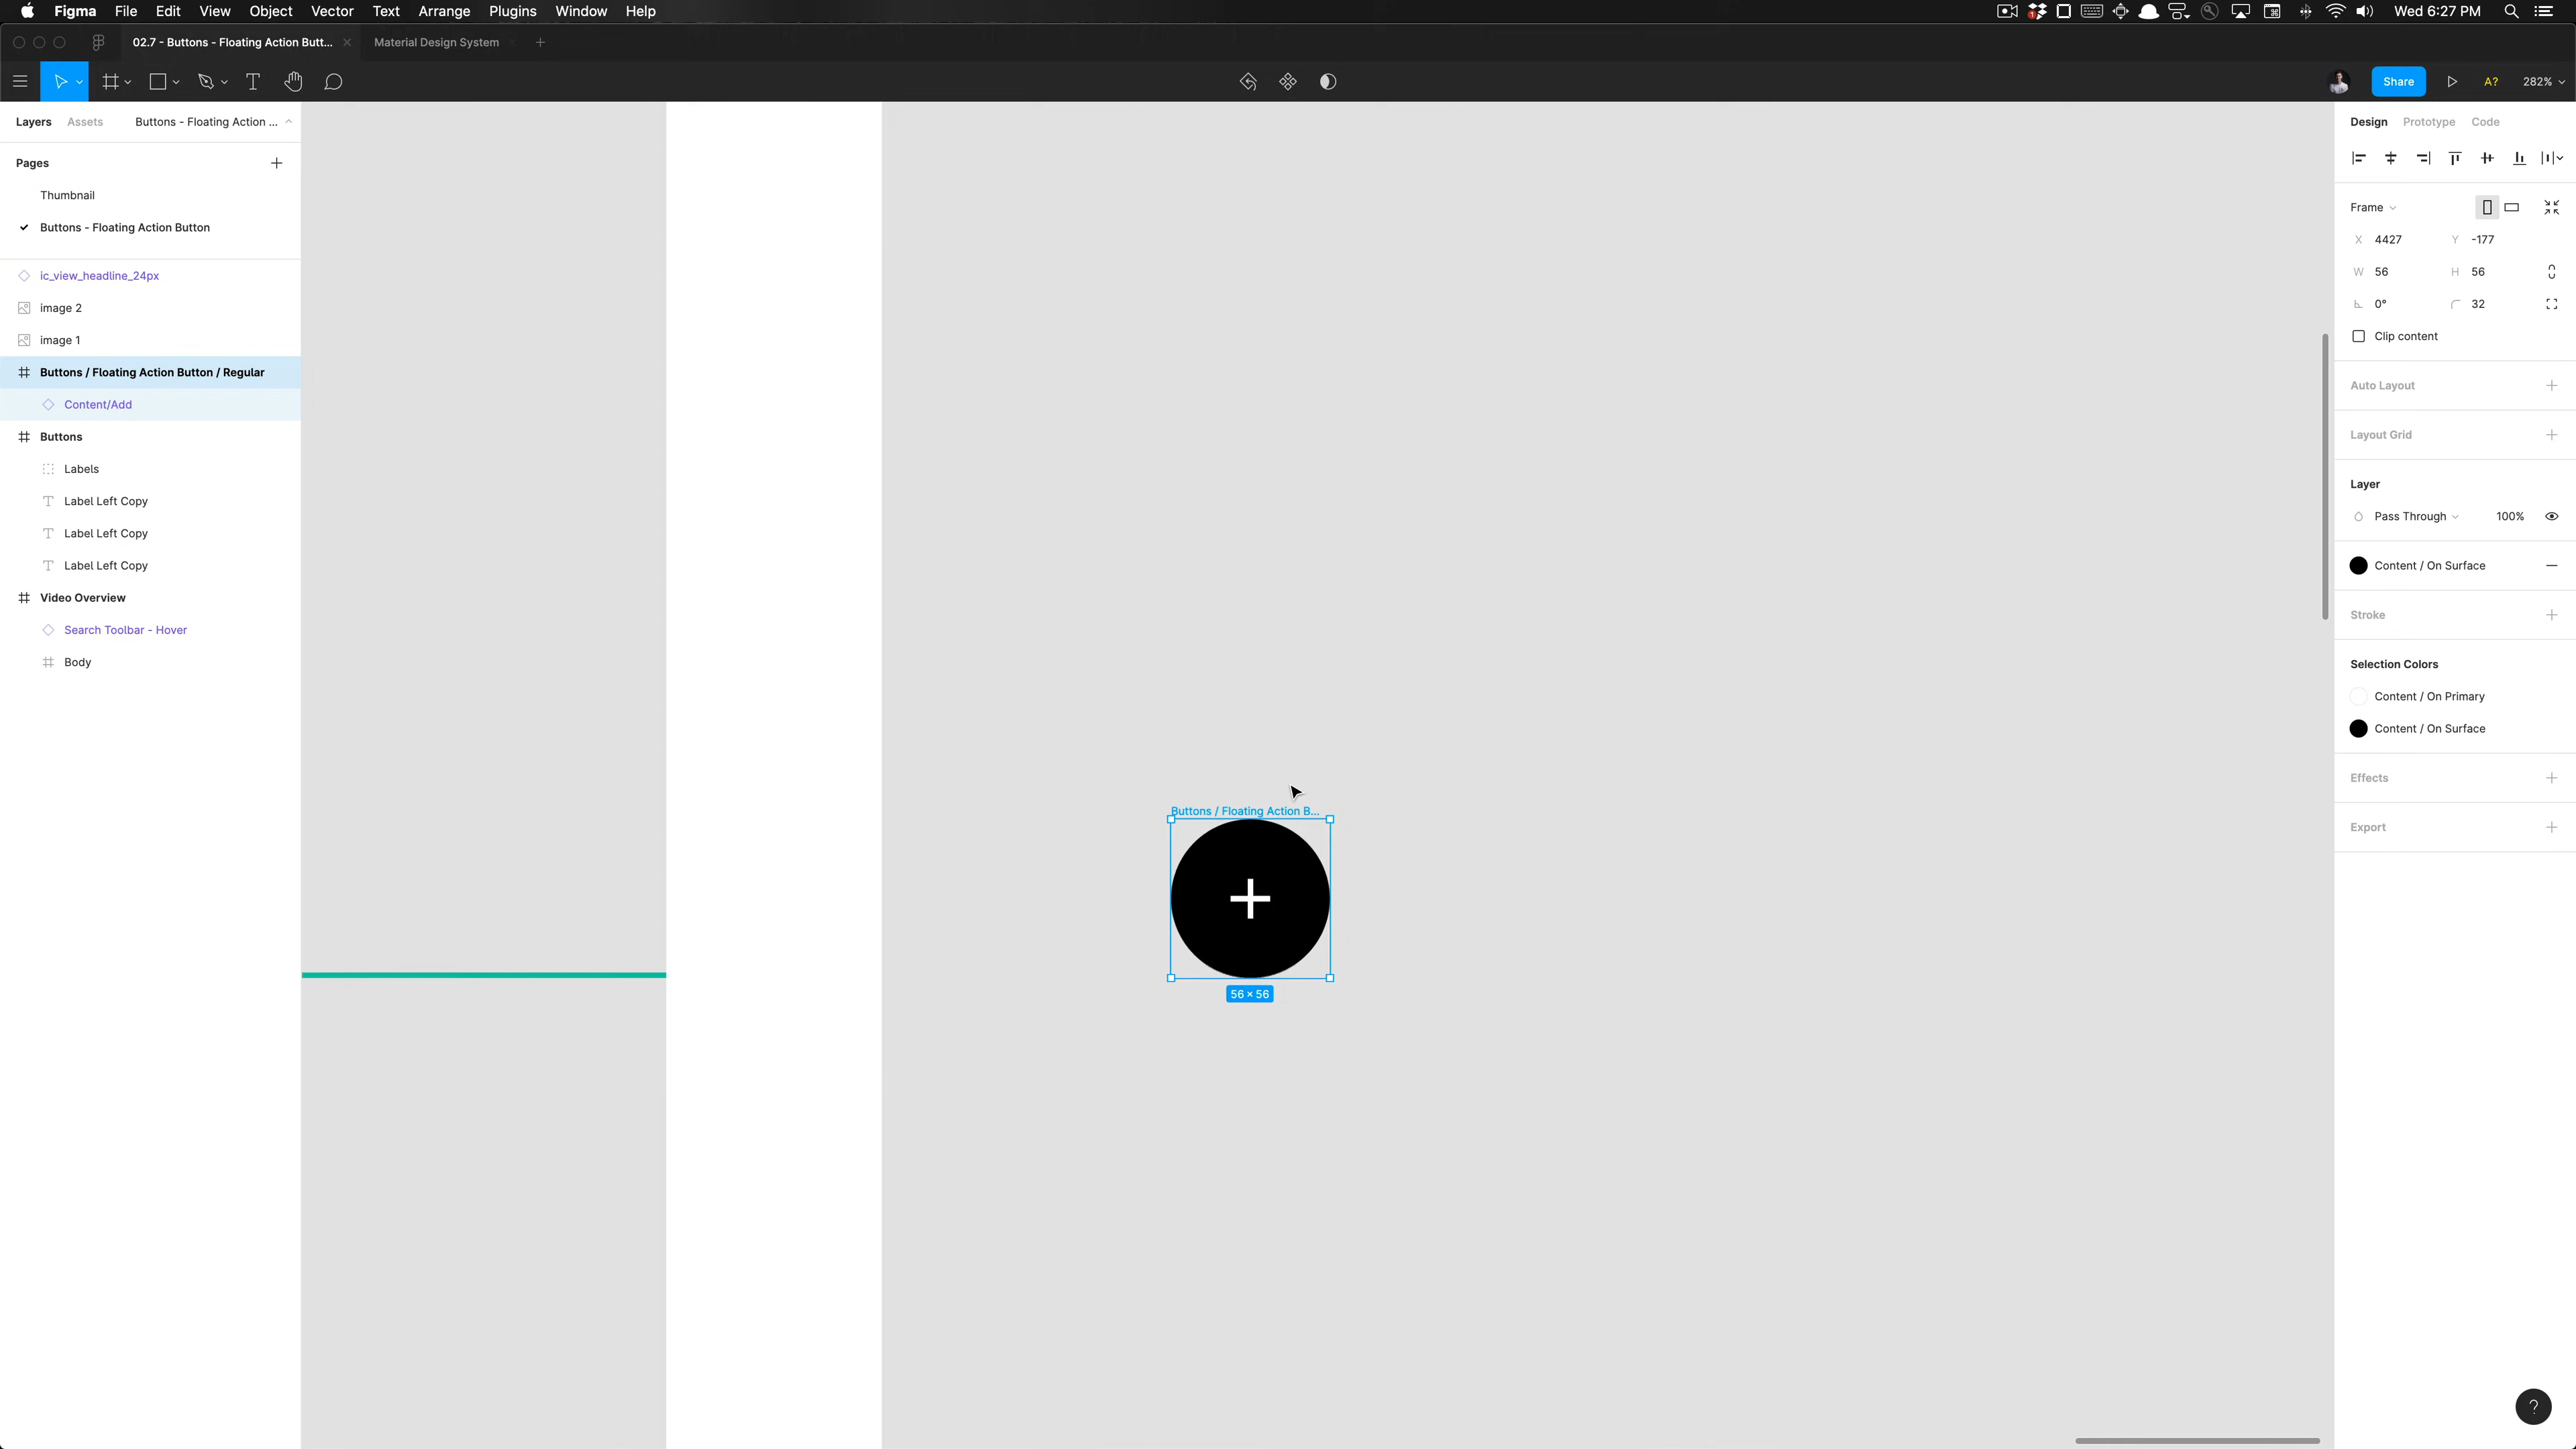 Figma File Edit View Object Vector Text Arrange Plugins Window Help
Wed 6:27 PM
02.7 - Buttons - Floating Action Butt...
Material Design System
Share
A?
282%
Layers Assets Buttons - Floating Action ...
Pages
Thumbnail
Buttons - Floating Action Button
ic_view_headline_24px
image 2
image 1
Buttons / Floating Action Button / Regular
Content/Add
Buttons
Labels
Label Left Copy
Label Left Copy
Label Left Copy
Video Overview
Search Toolbar - Hover
Body
Buttons / Floating Action B...
56 × 56
Design Prototype Code
Frame
X 4427 Y -177
W 56 H 56
0° 32
Clip content
Auto Layout
Layout Grid
Layer
Pass Through 100%
Content / On Surface
Stroke
Selection Colors
Content / On Primary
Content / On Surface
Effects
Export
?